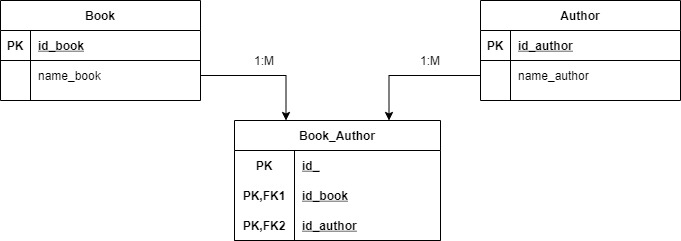 Book
PK id_book
name_book
Author
PK id_author
name_author
1:M
1:M
Book_Author
PK id_
PK,FK1 id_book
PK,FK2 id_author